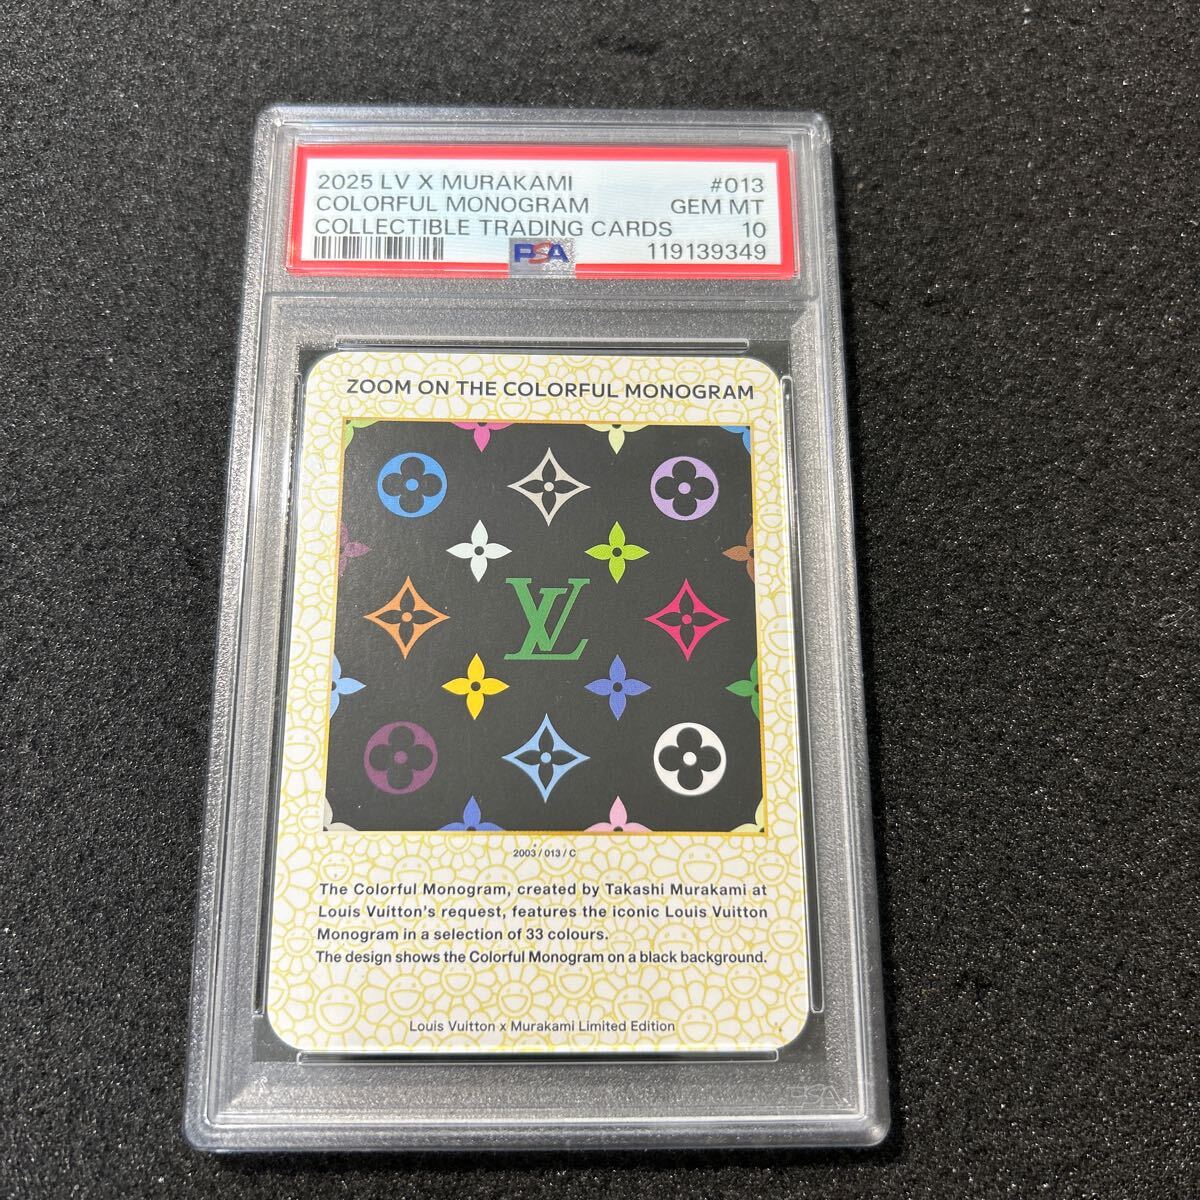 2025 LV X MURAKAMI #013
COLORFUL MONOGRAM GEM MT
COLLECTIBLE TRADING CARDS 10
PSA 119139349
ZOOM ON THE COLORFUL MONOGRAM
LV
2003 / 013 / C
The Colorful Monogram, created by Takashi Murakami at
Louis Vuitton's request, features the iconic Louis Vuitton
Monogram in a selection of 33 colours.
The design shows the Colorful Monogram on a black background.
Louis Vuitton x Murakami Limited Edition
PSA